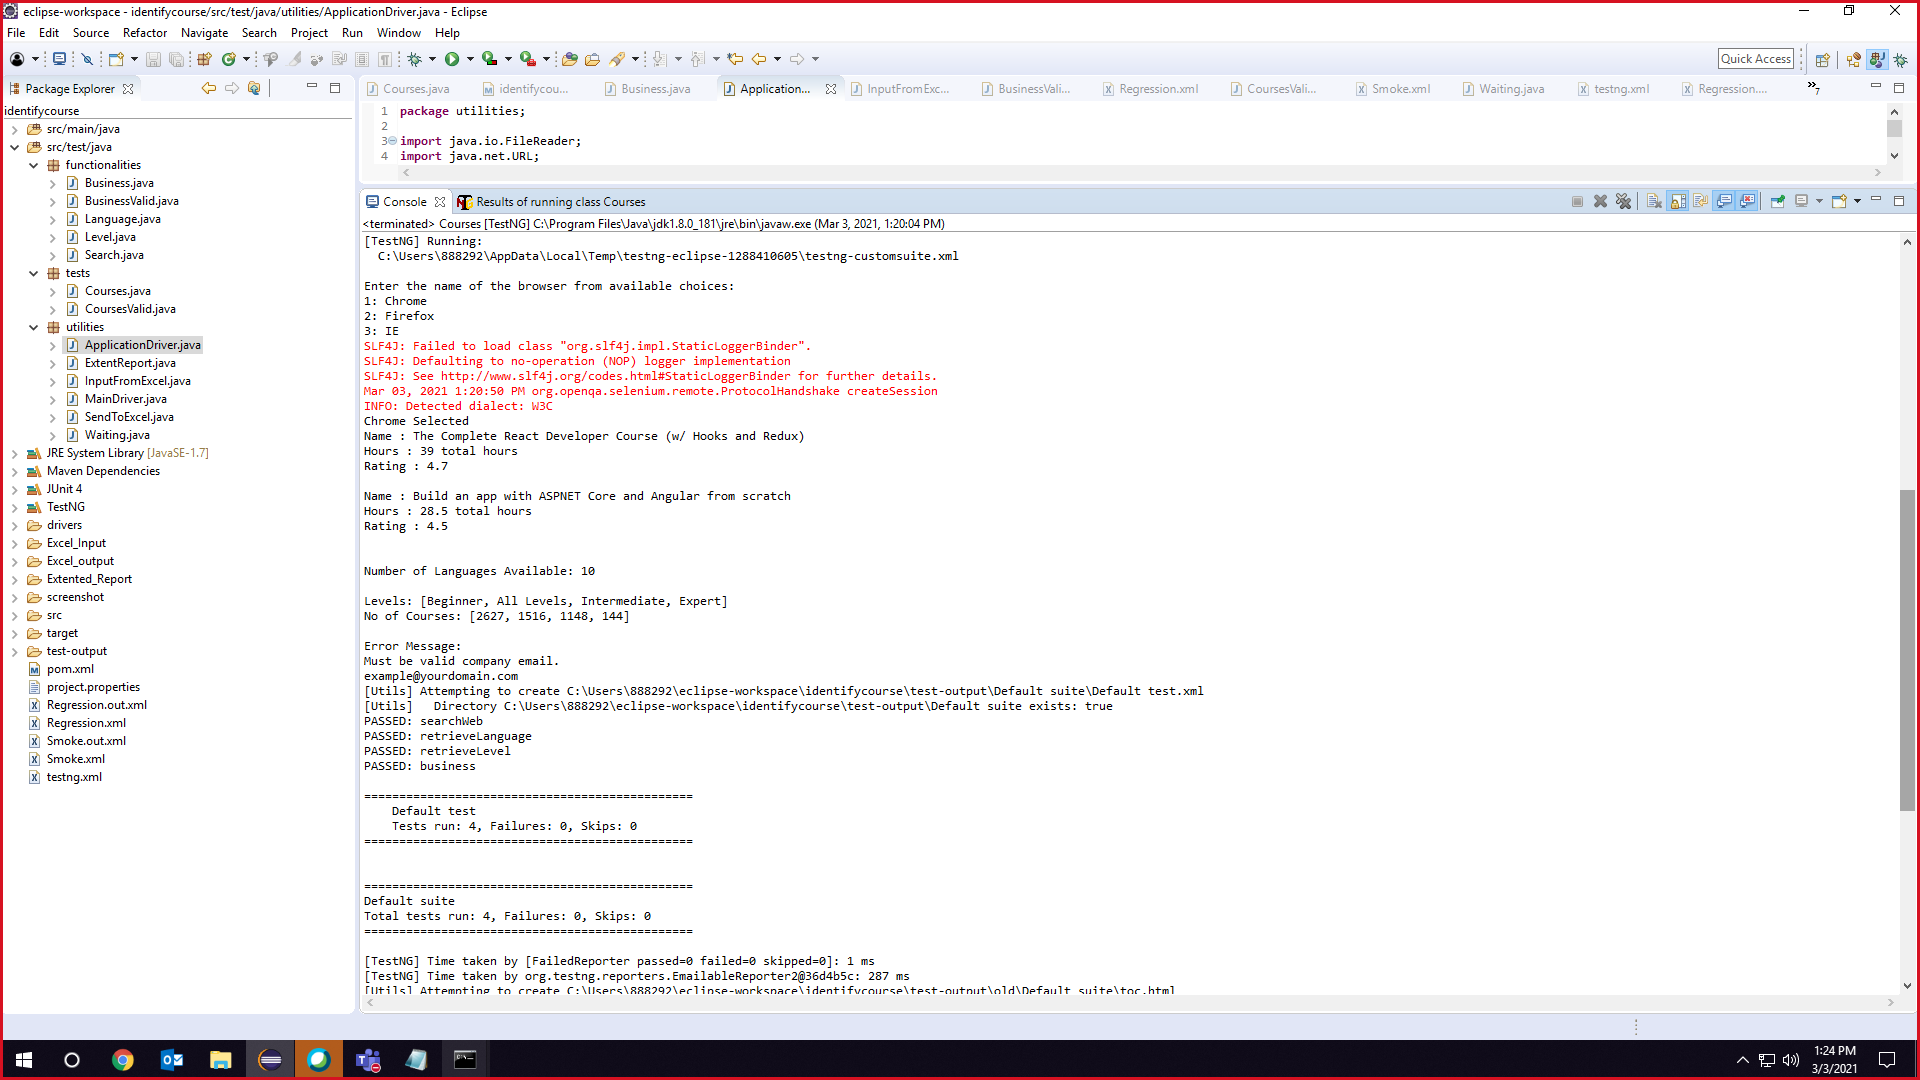 eclipse-workspace - identifycourse/src/test/java/utilities/ApplicationDriver.java - Eclipse
File Edit Source Refactor Navigate Search Project Run Window Help
Quick Access
Package Explorer
identifycourse
src/main/java
src/test/java
functionalities
Business.java
BusinessValid.java
Language.java
Level.java
Search.java
tests
Courses.java
CoursesValid.java
utilities
ApplicationDriver.java
ExtentReport.java
InputFromExcel.java
MainDriver.java
SendToExcel.java
Waiting.java
JRE System Library [JavaSE-1.7]
Maven Dependencies
JUnit 4
TestNG
drivers
Excel_Input
Excel_output
Extented_Report
screenshot
src
target
test-output
pom.xml
project.properties
Regression.out.xml
Regression.xml
Smoke.out.xml
Smoke.xml
testng.xml
Courses.java identifycou... Business.java Application... InputFromExc... BusinessVali... Regression.xml CoursesVali... Smoke.xml Waiting.java testng.xml Regression.... 7
1 package utilities;
2
3 import java.io.FileReader;
4 import java.net.URL;
Console Results of running class Courses
<terminated> Courses [TestNG] C:\Program Files\Java\jdk1.8.0_181\jre\bin\javaw.exe (Mar 3, 2021, 1:20:04 PM)
[TestNG] Running:
C:\Users\888292\AppData\Local\Temp\testng-eclipse-1288410605\testng-customsuite.xml
Enter the name of the browser from available choices:
1: Chrome
2: Firefox
3: IE
SLF4J: Failed to load class "org.slf4j.impl.StaticLoggerBinder".
SLF4J: Defaulting to no-operation (NOP) logger implementation
SLF4J: See http://www.slf4j.org/codes.html#StaticLoggerBinder for further details.
Mar 03, 2021 1:20:50 PM org.openqa.selenium.remote.ProtocolHandshake createSession
INFO: Detected dialect: W3C
Chrome Selected
Name : The Complete React Developer Course (w/ Hooks and Redux)
Hours : 39 total hours
Rating : 4.7
Name : Build an app with ASPNET Core and Angular from scratch
Hours : 28.5 total hours
Rating : 4.5
Number of Languages Available: 10
Levels: [Beginner, All Levels, Intermediate, Expert]
No of Courses: [2627, 1516, 1148, 144]
Error Message:
Must be valid company email.
example@yourdomain.com
[Utils] Attempting to create C:\Users\888292\eclipse-workspace\identifycourse\test-output\Default suite\Default test.xml
[Utils]   Directory C:\Users\888292\eclipse-workspace\identifycourse\test-output\Default suite exists: true
PASSED: searchWeb
PASSED: retrieveLanguage
PASSED: retrieveLevel
PASSED: business
===============================================
Default test
Tests run: 4, Failures: 0, Skips: 0
===============================================
===============================================
Default suite
Total tests run: 4, Failures: 0, Skips: 0
===============================================
[TestNG] Time taken by [FailedReporter passed=0 failed=0 skipped=0]: 1 ms
[TestNG] Time taken by org.testng.reporters.EmailableReporter2@36d4b5c: 287 ms
[Utils] Attempting to create C:\Users\888292\eclipse-workspace\identifycourse\test-output\old\Default suite\toc.html
1:24 PM
3/3/2021